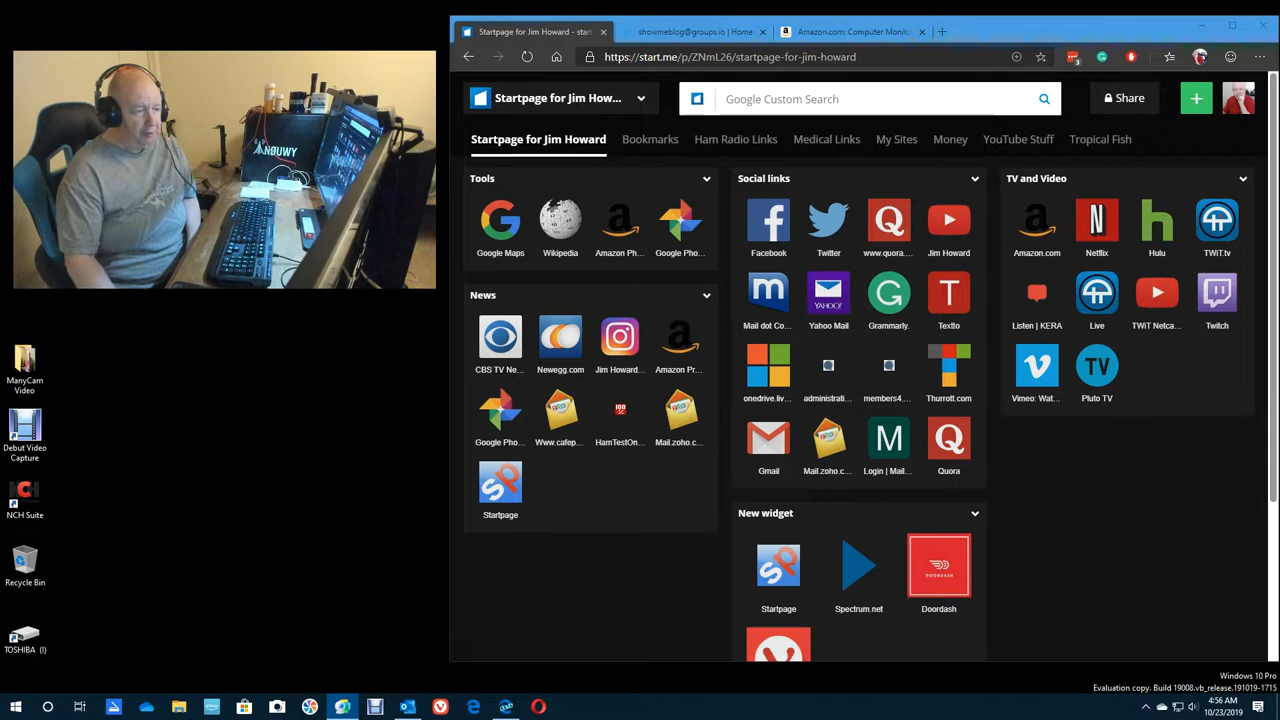 Startpage for Jim Howard - start
showmeblog@groups.io | Home
Amazon.com: Computer Monito
https://start.me/p/ZNmL26/startpage-for-jim-howard
Startpage for Jim How...
Google Custom Search
Share
Startpage for Jim Howard
Bookmarks
Ham Radio Links
Medical Links
My Sites
Money
YouTube Stuff
Tropical Fish
Tools
Google Maps
Wikipedia
Amazon Ph...
Google Pho...
News
CBS TV Ne...
Newegg.com
Jim Howard...
Amazon Pr...
Google Pho...
Www.cafep...
HamTestOn...
Mail.zoho.c...
Startpage
Social links
Facebook
Twitter
www.quora....
Jim Howard
Mail dot Co...
Yahoo Mail
Grammarly.
Textto
onedrive.liv...
administrati...
members4...
Thurrott.com
Gmail
Mail.zoho.c...
Login | Mail...
Quora
New widget
Startpage
Spectrum.net
Doordash
TV and Video
Amazon.com
Netflix
Hulu
TWiT.tv
Listen | KERA
Live
TWiT Netca...
Twitch
Vimeo: Wat...
Pluto TV
ManyCam
Video
Debut Video
Capture
NCH Suite
Recycle Bin
TOSHIBA (I)
Windows 10 Pro
Evaluation copy. Build 19008.vb_release.191019-1715
4:56 AM
10/23/2019